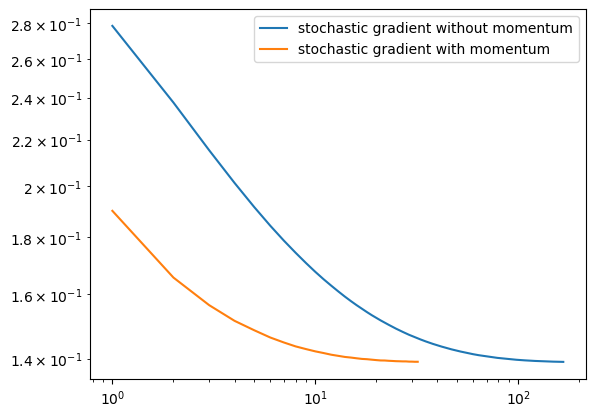 2.8 × 10⁻¹
2.6 × 10⁻¹
2.4 × 10⁻¹
2.2 × 10⁻¹
2 × 10⁻¹
1.8 × 10⁻¹
1.6 × 10⁻¹
1.4 × 10⁻¹
stochastic gradient without momentum
stochastic gradient with momentum
10⁰
10¹
10²